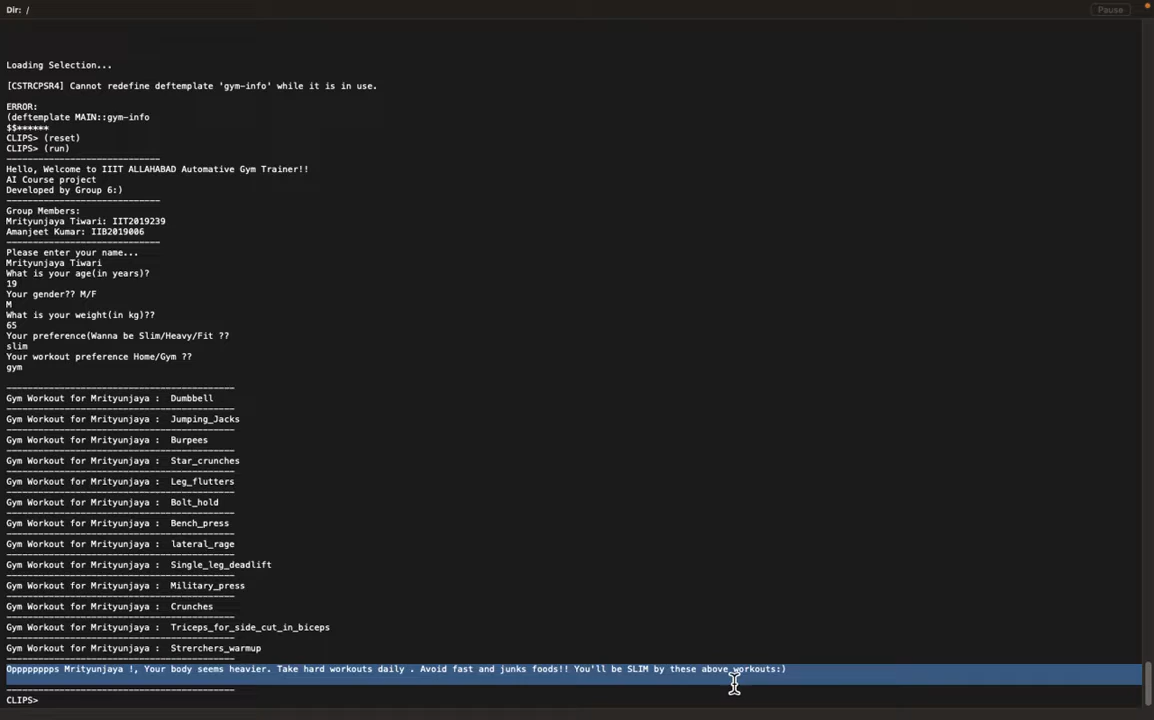 Dir: /
Pause
Loading Selection...
[CSTRCPSR4] Cannot redefine deftemplate 'gym-info' while it is in use.
ERROR:
(deftemplate MAIN::gym-info
$$******
CLIPS> (reset)
CLIPS> (run)
-----------------------------
Hello, Welcome to IIIT ALLAHABAD Automative Gym Trainer!!
AI Course project
Developed by Group 6:)
-----------------------------
Group Members:
Mrityunjaya Tiwari: IIT2019239
Amanjeet Kumar: IIB2019006
-----------------------------
Please enter your name...
Mrityunjaya Tiwari
What is your age(in years)?
19
Your gender?? M/F
M
What is your weight(in kg)??
65
Your preference(Wanna be Slim/Heavy/Fit ??
slim
Your workout preference Home/Gym ??
gym
-------------------------------------------
Gym Workout for Mrityunjaya :  Dumbbell
-------------------------------------------
Gym Workout for Mrityunjaya :  Jumping_Jacks
-------------------------------------------
Gym Workout for Mrityunjaya :  Burpees
-------------------------------------------
Gym Workout for Mrityunjaya :  Star_crunches
-------------------------------------------
Gym Workout for Mrityunjaya :  Leg_flutters
-------------------------------------------
Gym Workout for Mrityunjaya :  Bolt_hold
-------------------------------------------
Gym Workout for Mrityunjaya :  Bench_press
-------------------------------------------
Gym Workout for Mrityunjaya :  lateral_rage
-------------------------------------------
Gym Workout for Mrityunjaya :  Single_leg_deadlift
-------------------------------------------
Gym Workout for Mrityunjaya :  Military_press
-------------------------------------------
Gym Workout for Mrityunjaya :  Crunches
-------------------------------------------
Gym Workout for Mrityunjaya :  Triceps_for_side_cut_in_biceps
-------------------------------------------
Gym Workout for Mrityunjaya :  Strerchers_warmup
-------------------------------------------
Oppppppppps Mrityunjaya !, Your body seems heavier. Take hard workouts daily . Avoid fast and junks foods!! You'll be SLIM by these above workouts:)
-------------------------------------------
CLIPS>